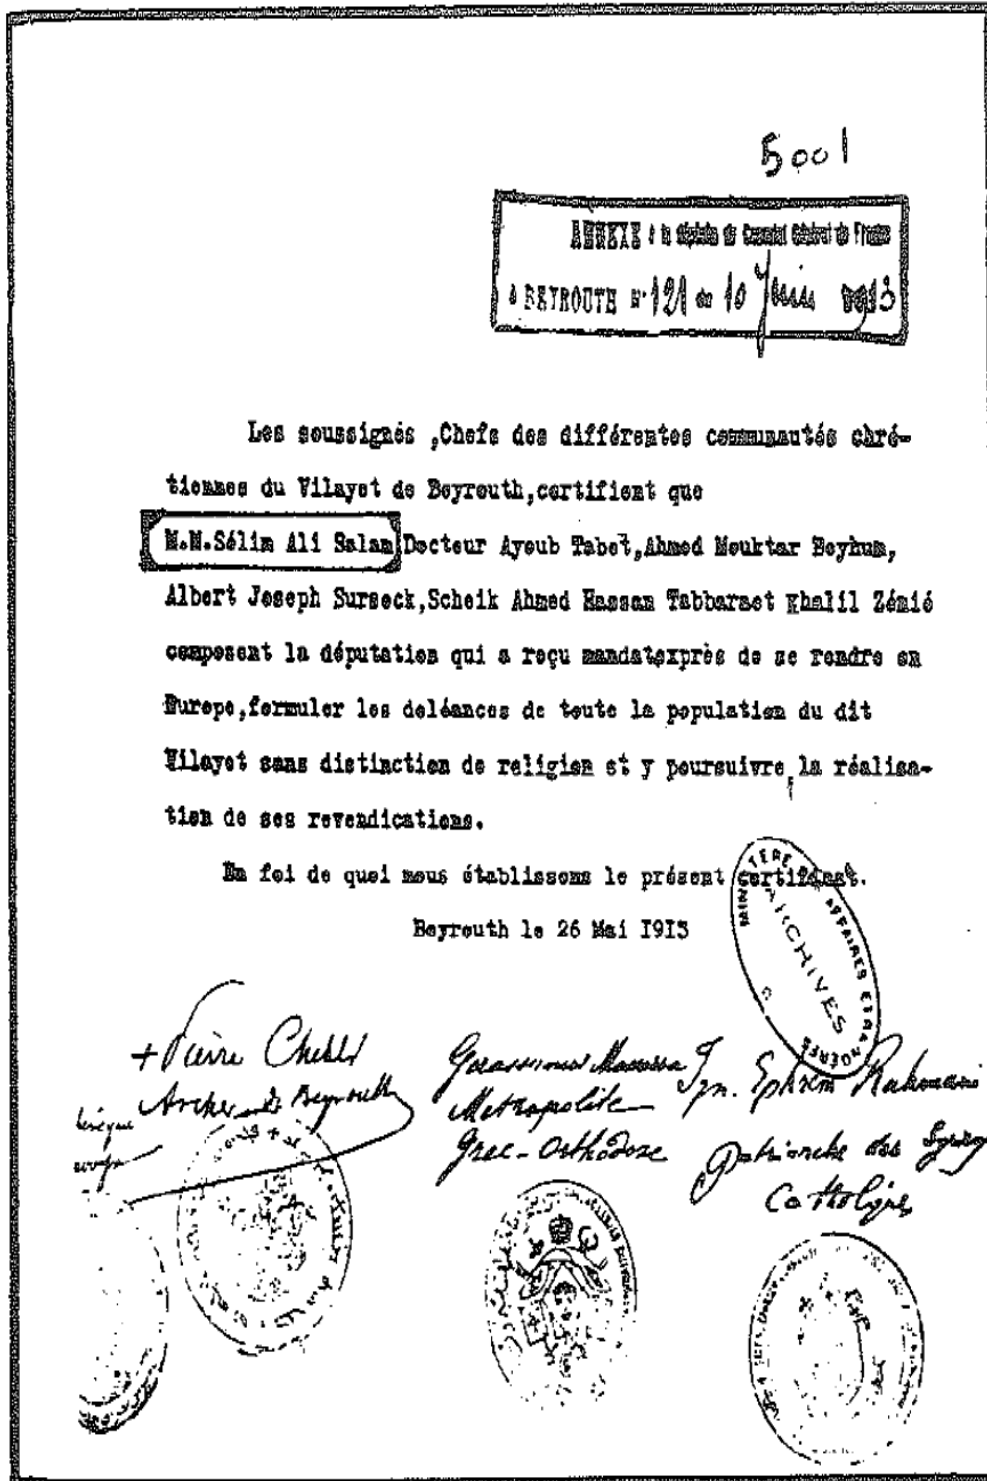 5001
ANNEXE à la dépêche du Consulat Général de France
à BEYROUTH N° 121 du 10 Juin 1913
Les soussignés ,Chefs des différentes communautés chré-
tiennes du Vilayet de Beyrouth,certifient que
M.M.Sélim Ali Salam Docteur Ayoub Tabet,Ahmed Mouktar Beyhum,
Albert Joseph Sursock,Scheik Ahmed Hassan Tabbaraet Khalil Zénié
composent la députation qui a reçu mandatexprès de se rendre en
Europe,formuler les doléances de toute la population du dit
Vilayet sans distinction de religion et y poursuivre, la réalisa-
tion de ses revendications.
En foi de quoi nous établissons le présent certificat.
Beyrouth le 26 Mai 1913
MINISTERE DES AFFAIRES ETRANGERES
ARCHIVES
+ Pierre Chebli
Archev. de Beyrouth
Gerassimos Massarra
Metropolite
Grec-Orthodoxe
Ign. Ephrem Rahmani
Patriarche des Syriens
Catholiques